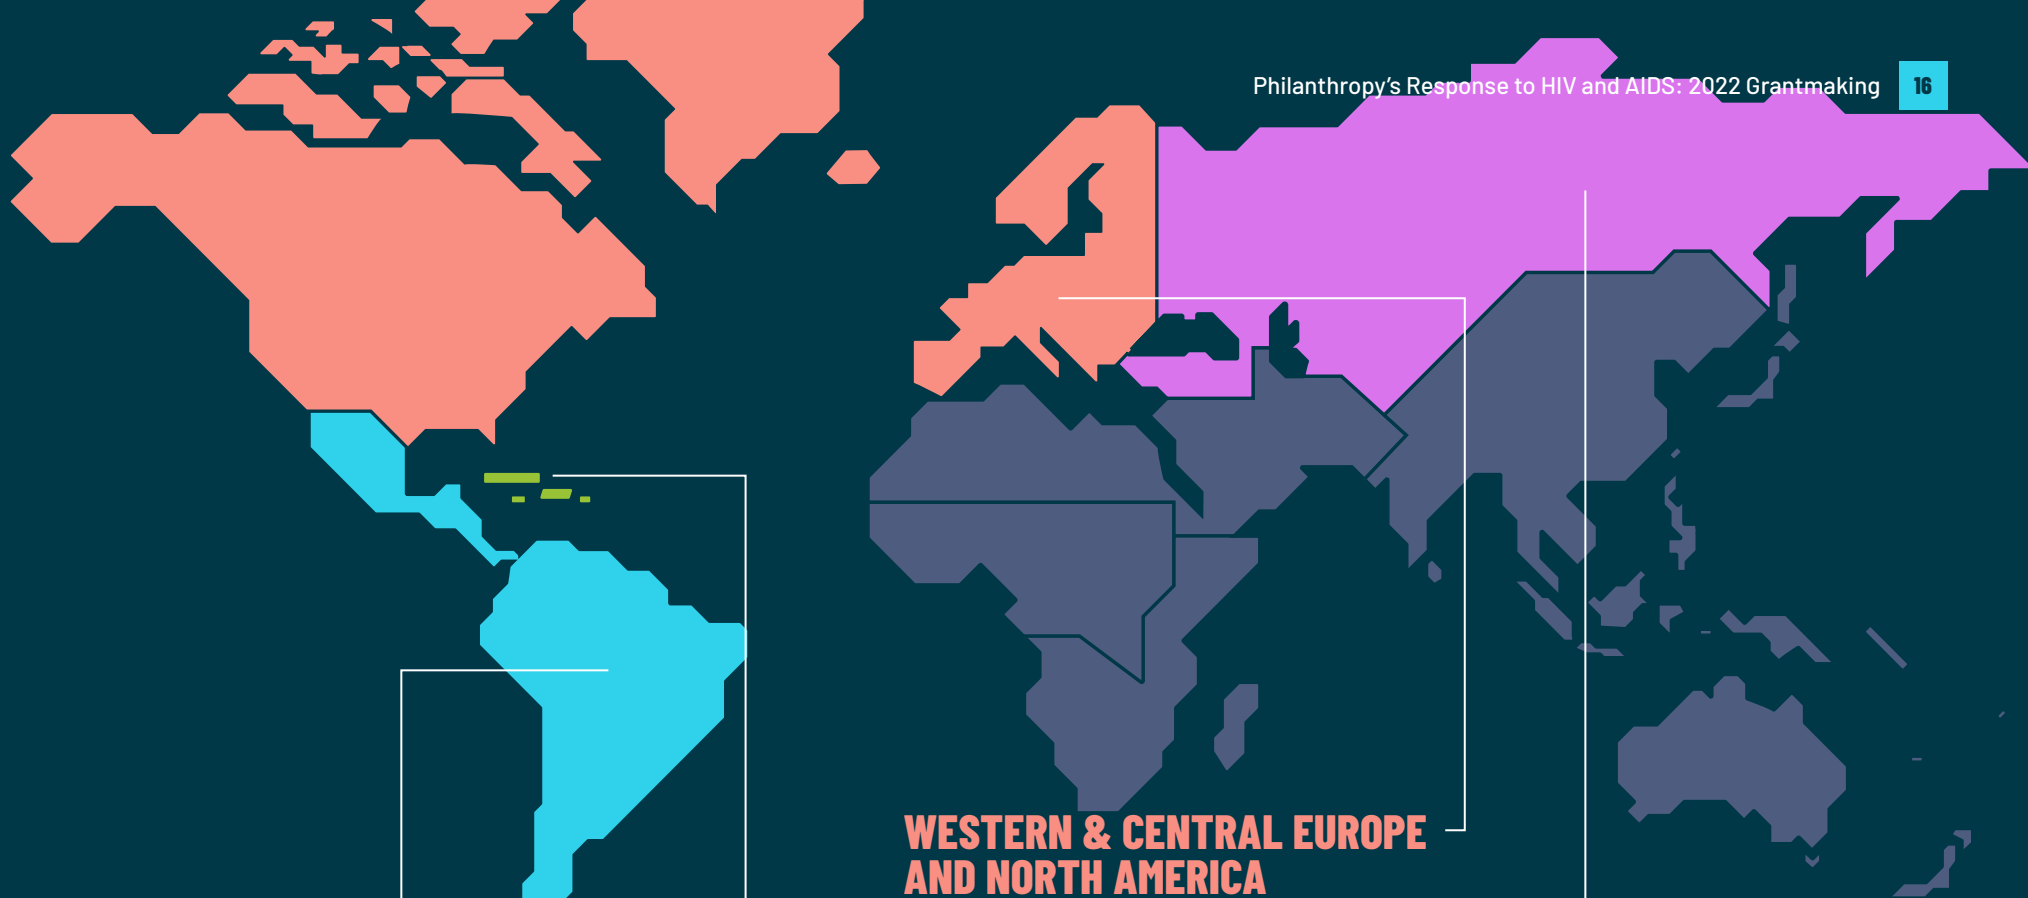 Philanthropy’s Response to HIV and AIDS: 2022 Grantmaking 16
WESTERN & CENTRAL EUROPE
AND NORTH AMERICA